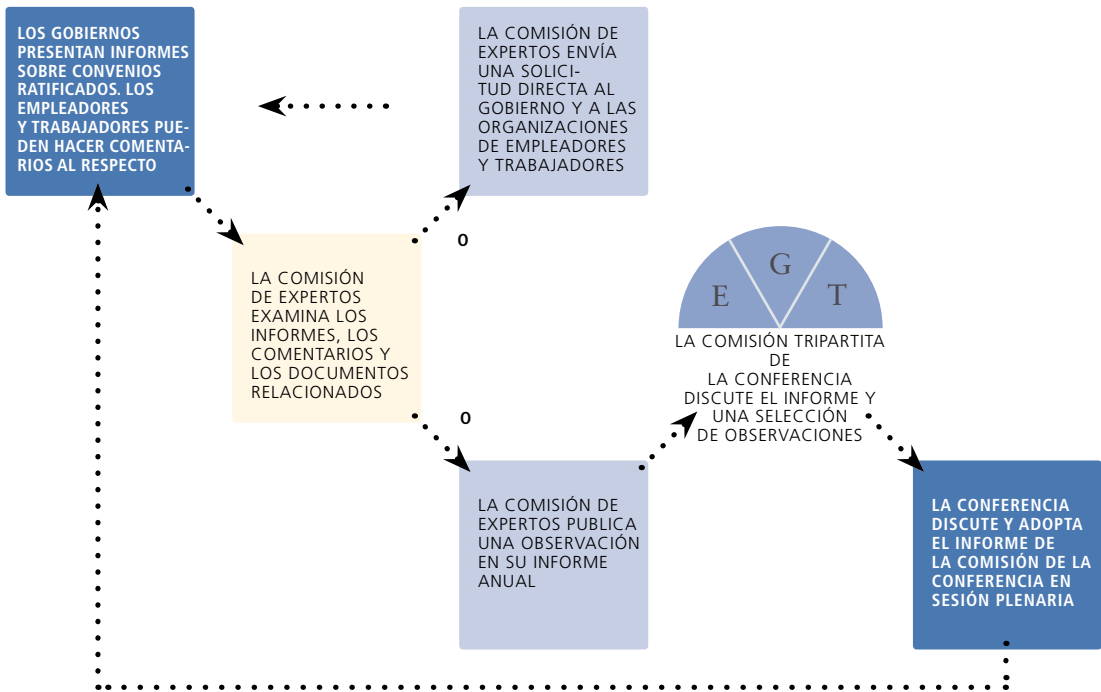 LOS GOBIERNOS
PRESENTAN INFORMES
SOBRE CONVENIOS
RATIFICADOS. LOS
EMPLEADORES
Y TRABAJADORES PUE-
DEN HACER COMENTA-
RIOS AL RESPECTO
LA COMISIÓN DE
EXPERTOS ENVÍA
UNA SOLICI-
TUD DIRECTA AL
GOBIERNO Y A LAS
ORGANIZACIONES
DE EMPLEADORES
Y TRABAJADORES
O
LA COMISIÓN
DE EXPERTOS
EXAMINA LOS
INFORMES, LOS
COMENTARIOS Y
LOS DOCUMENTOS
RELACIONADOS
O
E G T
LA COMISIÓN TRIPARTITA
DE
LA CONFERENCIA
DISCUTE EL INFORME Y
UNA SELECCIÓN
DE OBSERVACIONES
LA COMISIÓN DE
EXPERTOS PUBLICA
UNA OBSERVACIÓN
EN SU INFORME
ANUAL
LA CONFERENCIA
DISCUTE Y ADOPTA
EL INFORME DE
LA COMISIÓN DE LA
CONFERENCIA EN
SESIÓN PLENARIA